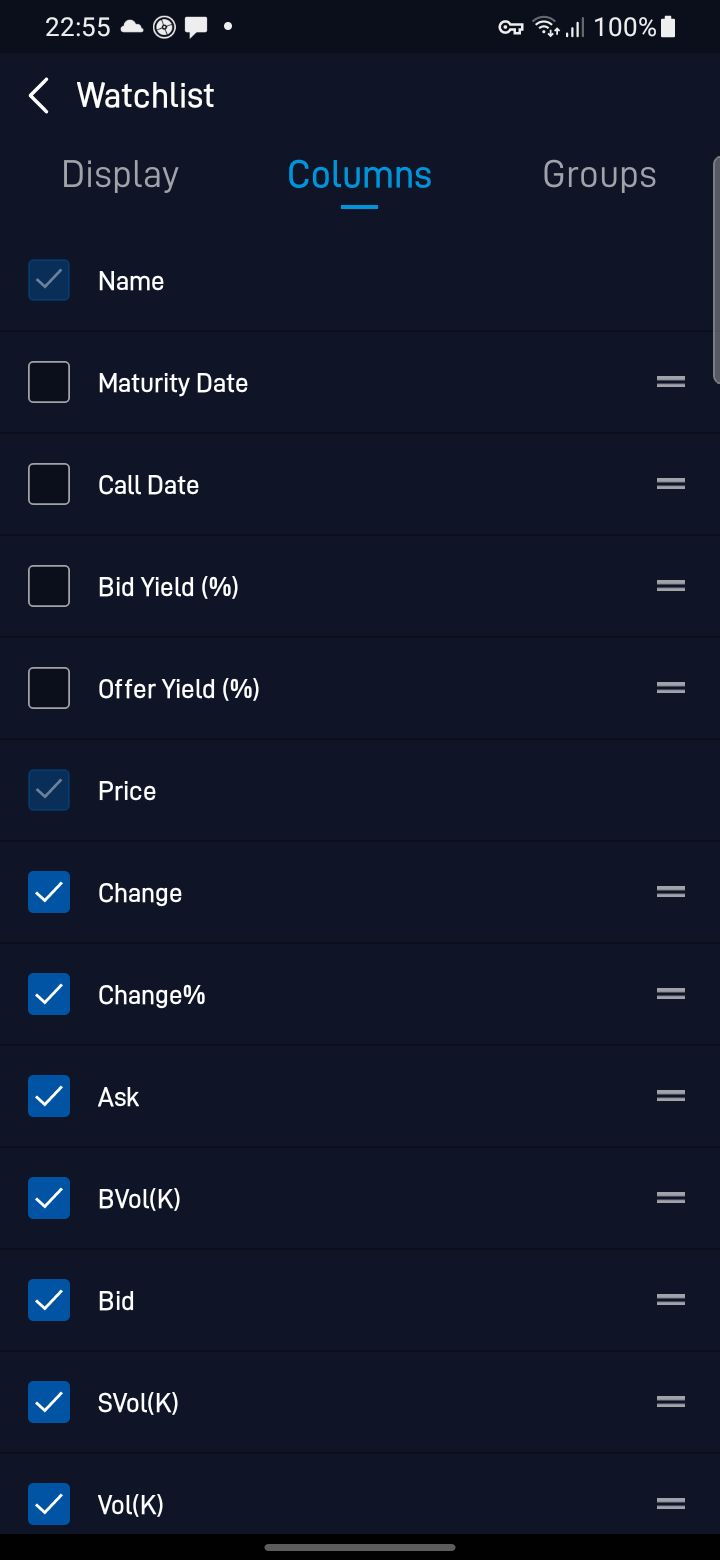 22:55 100%
Watchlist
Display Columns Groups
Name
Maturity Date
Call Date
Bid Yield (%)
Offer Yield (%)
Price
Change
Change%
Ask
BVol(K)
Bid
SVol(K)
Vol(K)